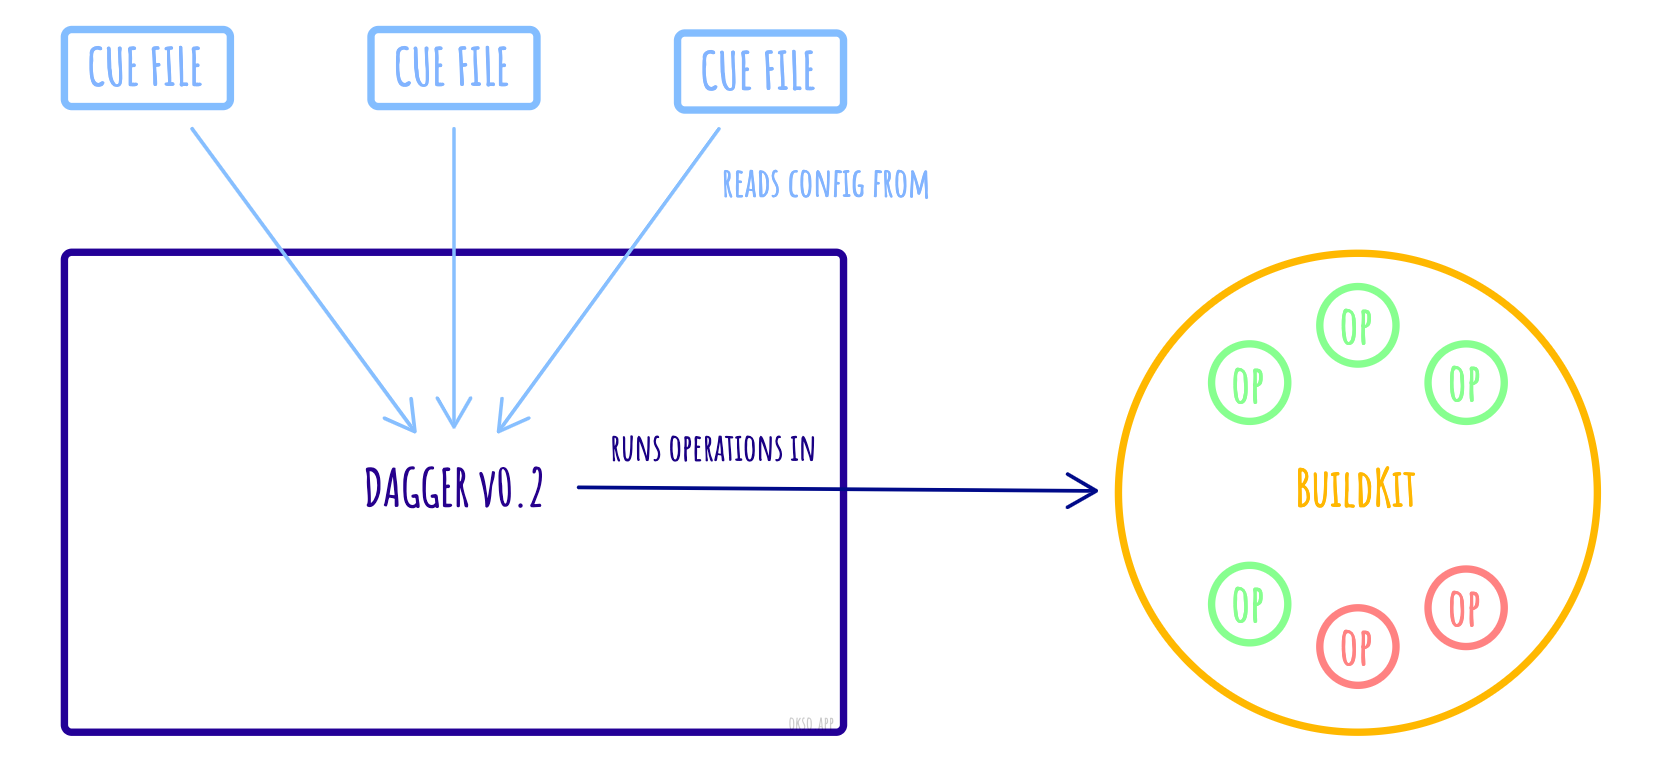 CUE FILE
CUE FILE
CUE FILE
READS CONFIG FROM
RUNS OPERATIONS IN
DAGGER V0.2
OP
OP
OP
BUILDKIT
OP
OP
OP
OKSO.APP